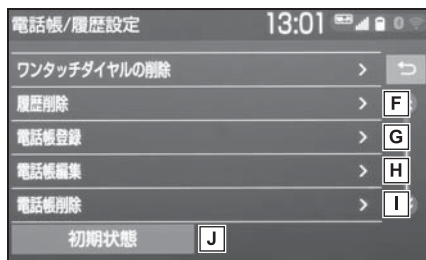 電話帳/履歴設定 13:01 0
ワンタッチダイヤルの削除 >
履歴削除 > F
電話帳登録 > G
電話帳編集 > H
電話帳削除 > I
初期状態 J